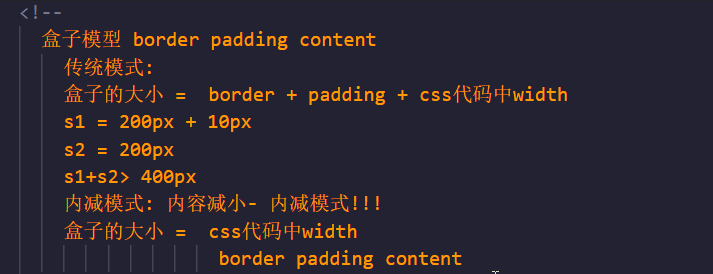 <!--
盒子模型 border padding content
传统模式:
盒子的大小 = border + padding + css代码中width
s1 = 200px + 10px
s2 = 200px
s1+s2> 400px
内减模式: 内容减小- 内减模式!!!
盒子的大小 = css代码中width
border padding content